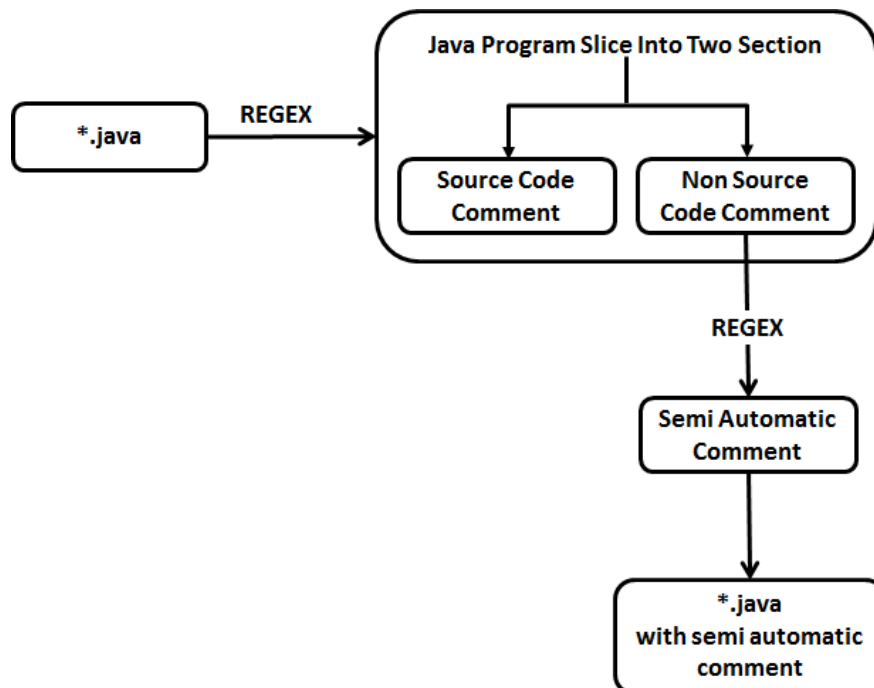 Java Program Slice Into Two Section
*.java
REGEX
Source Code
Comment
Non Source
Code Comment
REGEX
Semi Automatic
Comment
*.java
with semi automatic
comment